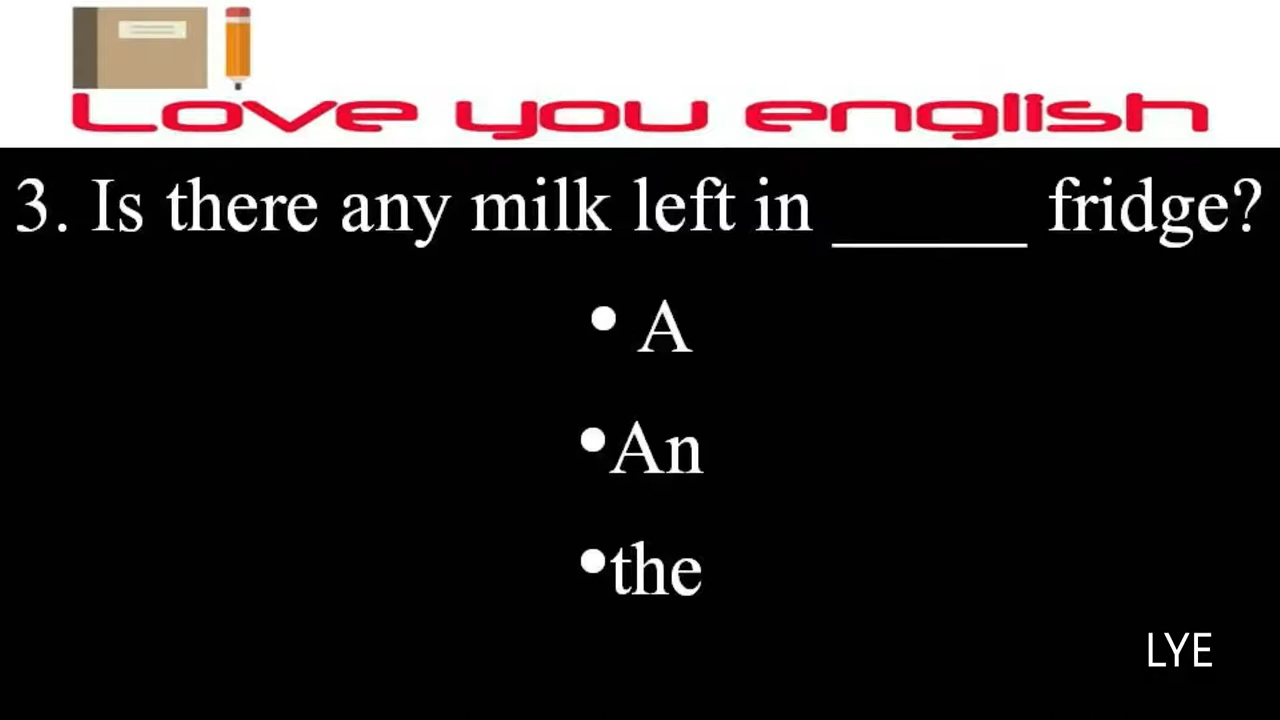 Love you english
3. Is there any milk left in _____ fridge?
• A
•An
•the
LYE